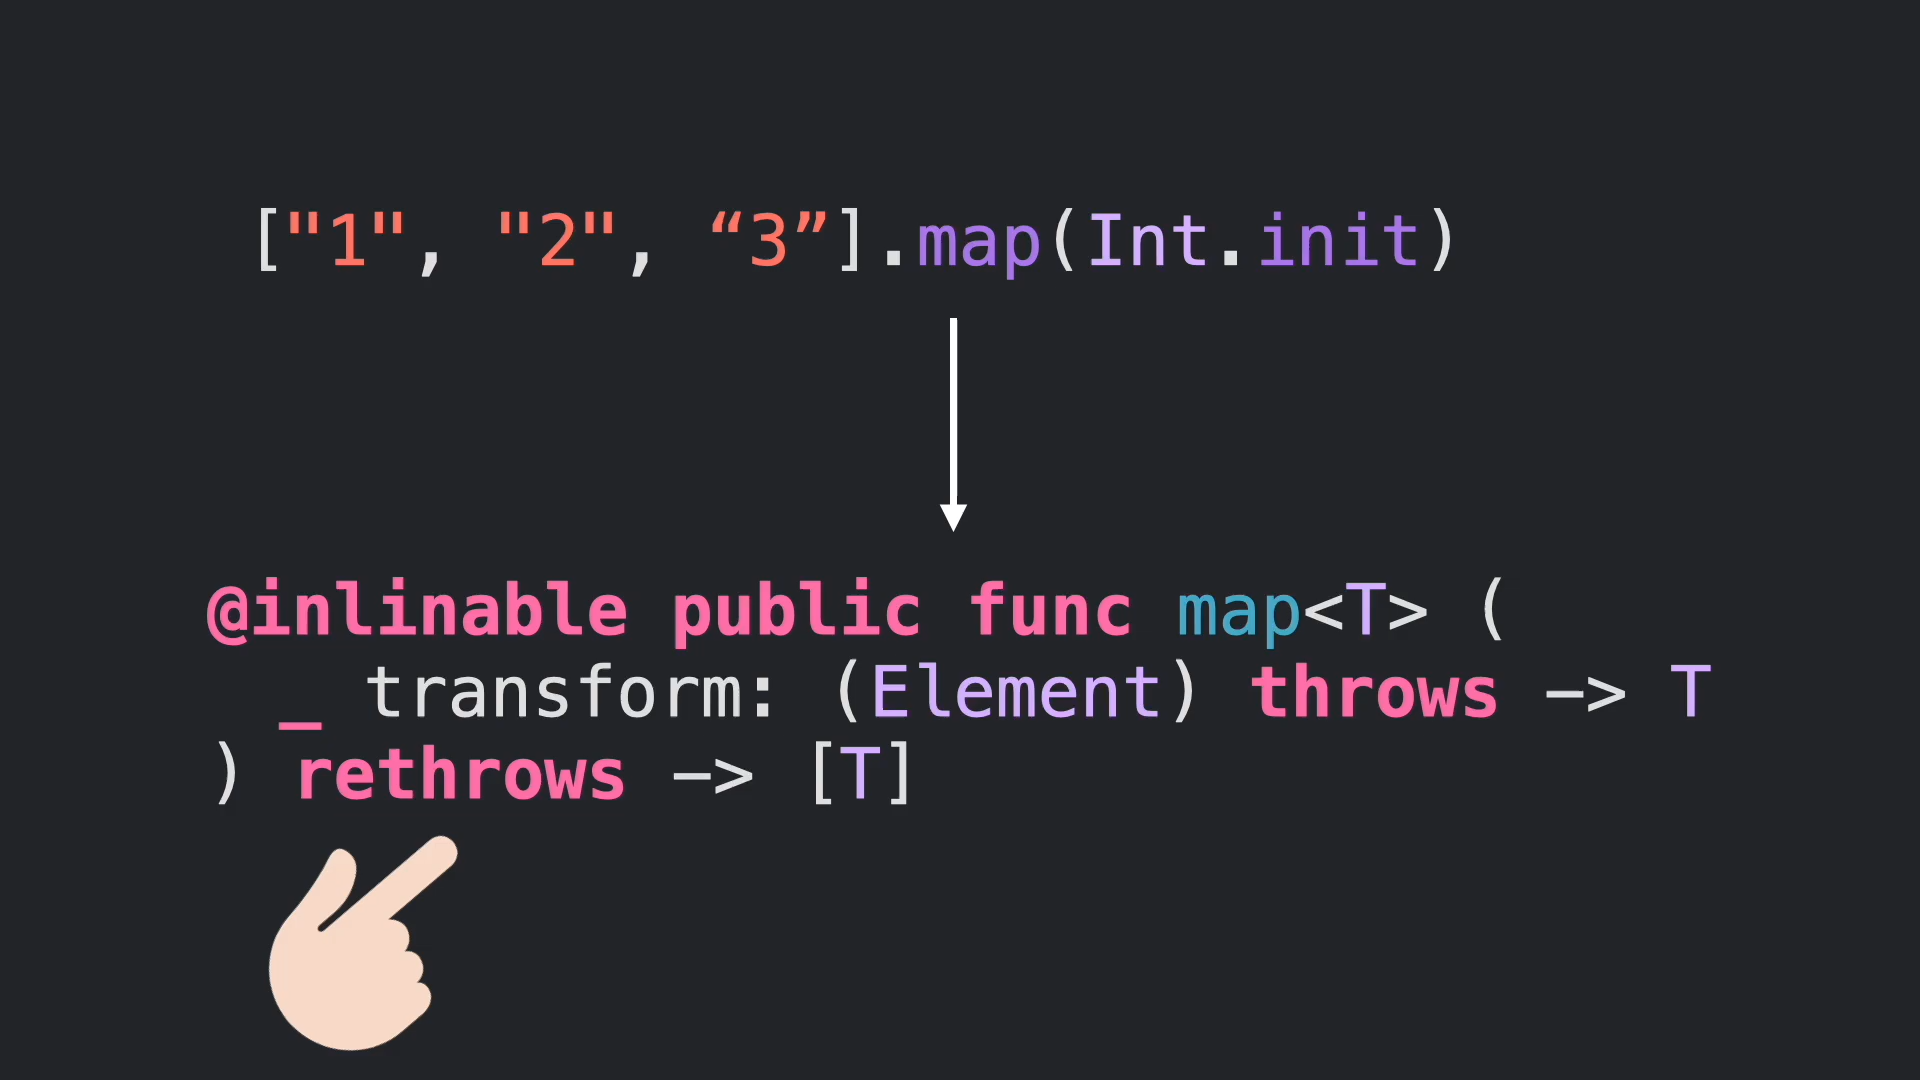 ["1", "2", “3”].map(Int.init)
@inlinable public func map<T> (
_ transform: (Element) throws -> T
) rethrows -> [T]